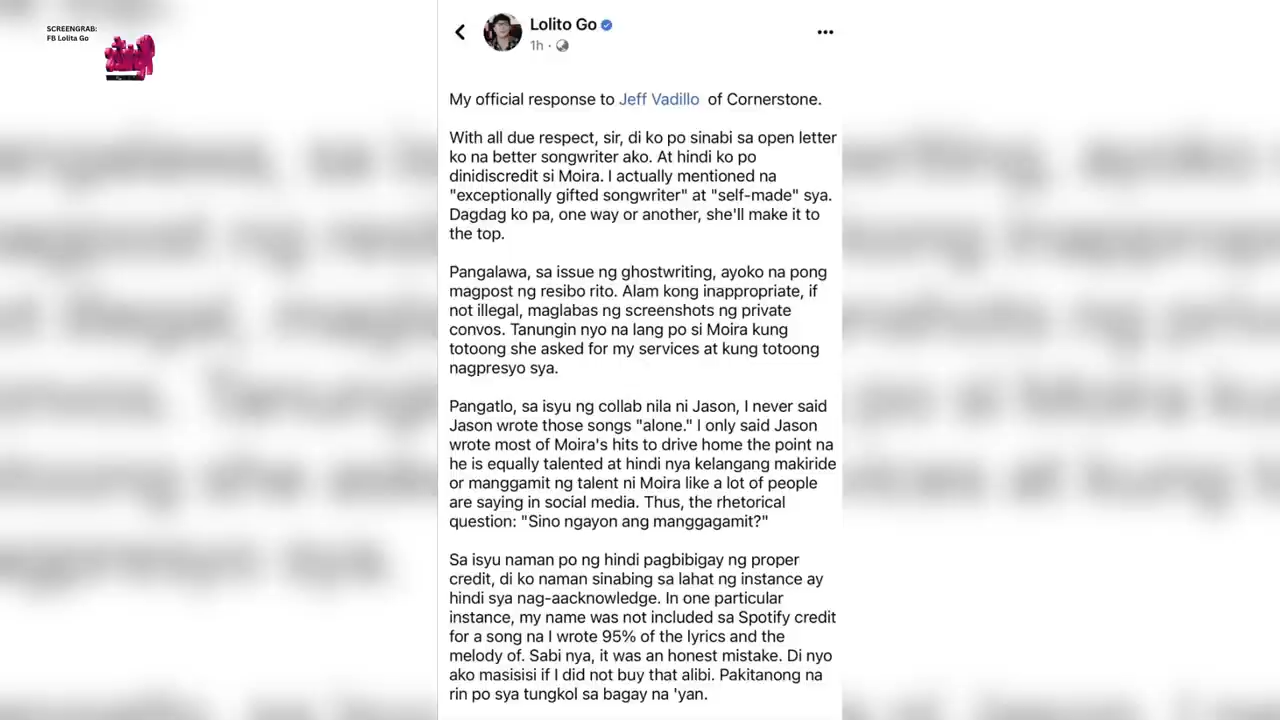 SCREENGRAB:
FB Lolita Go
Lolito Go
1h
My official response to Jeff Vadillo of Cornerstone.
With all due respect, sir, di ko po sinabi sa open letter
ko na better songwriter ako. At hindi ko po
dinidiscredit si Moira. I actually mentioned na
"exceptionally gifted songwriter" at "self-made" sya.
Dagdag ko pa, one way or another, she'll make it to
the top.
Pangalawa, sa issue ng ghostwriting, ayoko na pong
magpost ng resibo rito. Alam kong inappropriate, if
not illegal, maglabas ng screenshots ng private
convos. Tanungin nyo na lang po si Moira kung
totoong she asked for my services at kung totoong
nagpresyo sya.
Pangatlo, sa isyu ng collab nila ni Jason, I never said
Jason wrote those songs "alone." I only said Jason
wrote most of Moira's hits to drive home the point na
he is equally talented at hindi nya kelangang makiride
or manggamit ng talent ni Moira like a lot of people
are saying in social media. Thus, the rhetorical
question: "Sino ngayon ang manggagamit?"
Sa isyu naman po ng hindi pagbibigay ng proper
credit, di ko naman sinabing sa lahat ng instance ay
hindi sya nag-aacknowledge. In one particular
instance, my name was not included sa Spotify credit
for a song na I wrote 95% of the lyrics and the
melody of. Sabi nya, it was an honest mistake. Di nyo
ako masisisi if I did not buy that alibi. Pakitanong na
rin po sya tungkol sa bagay na 'yan.